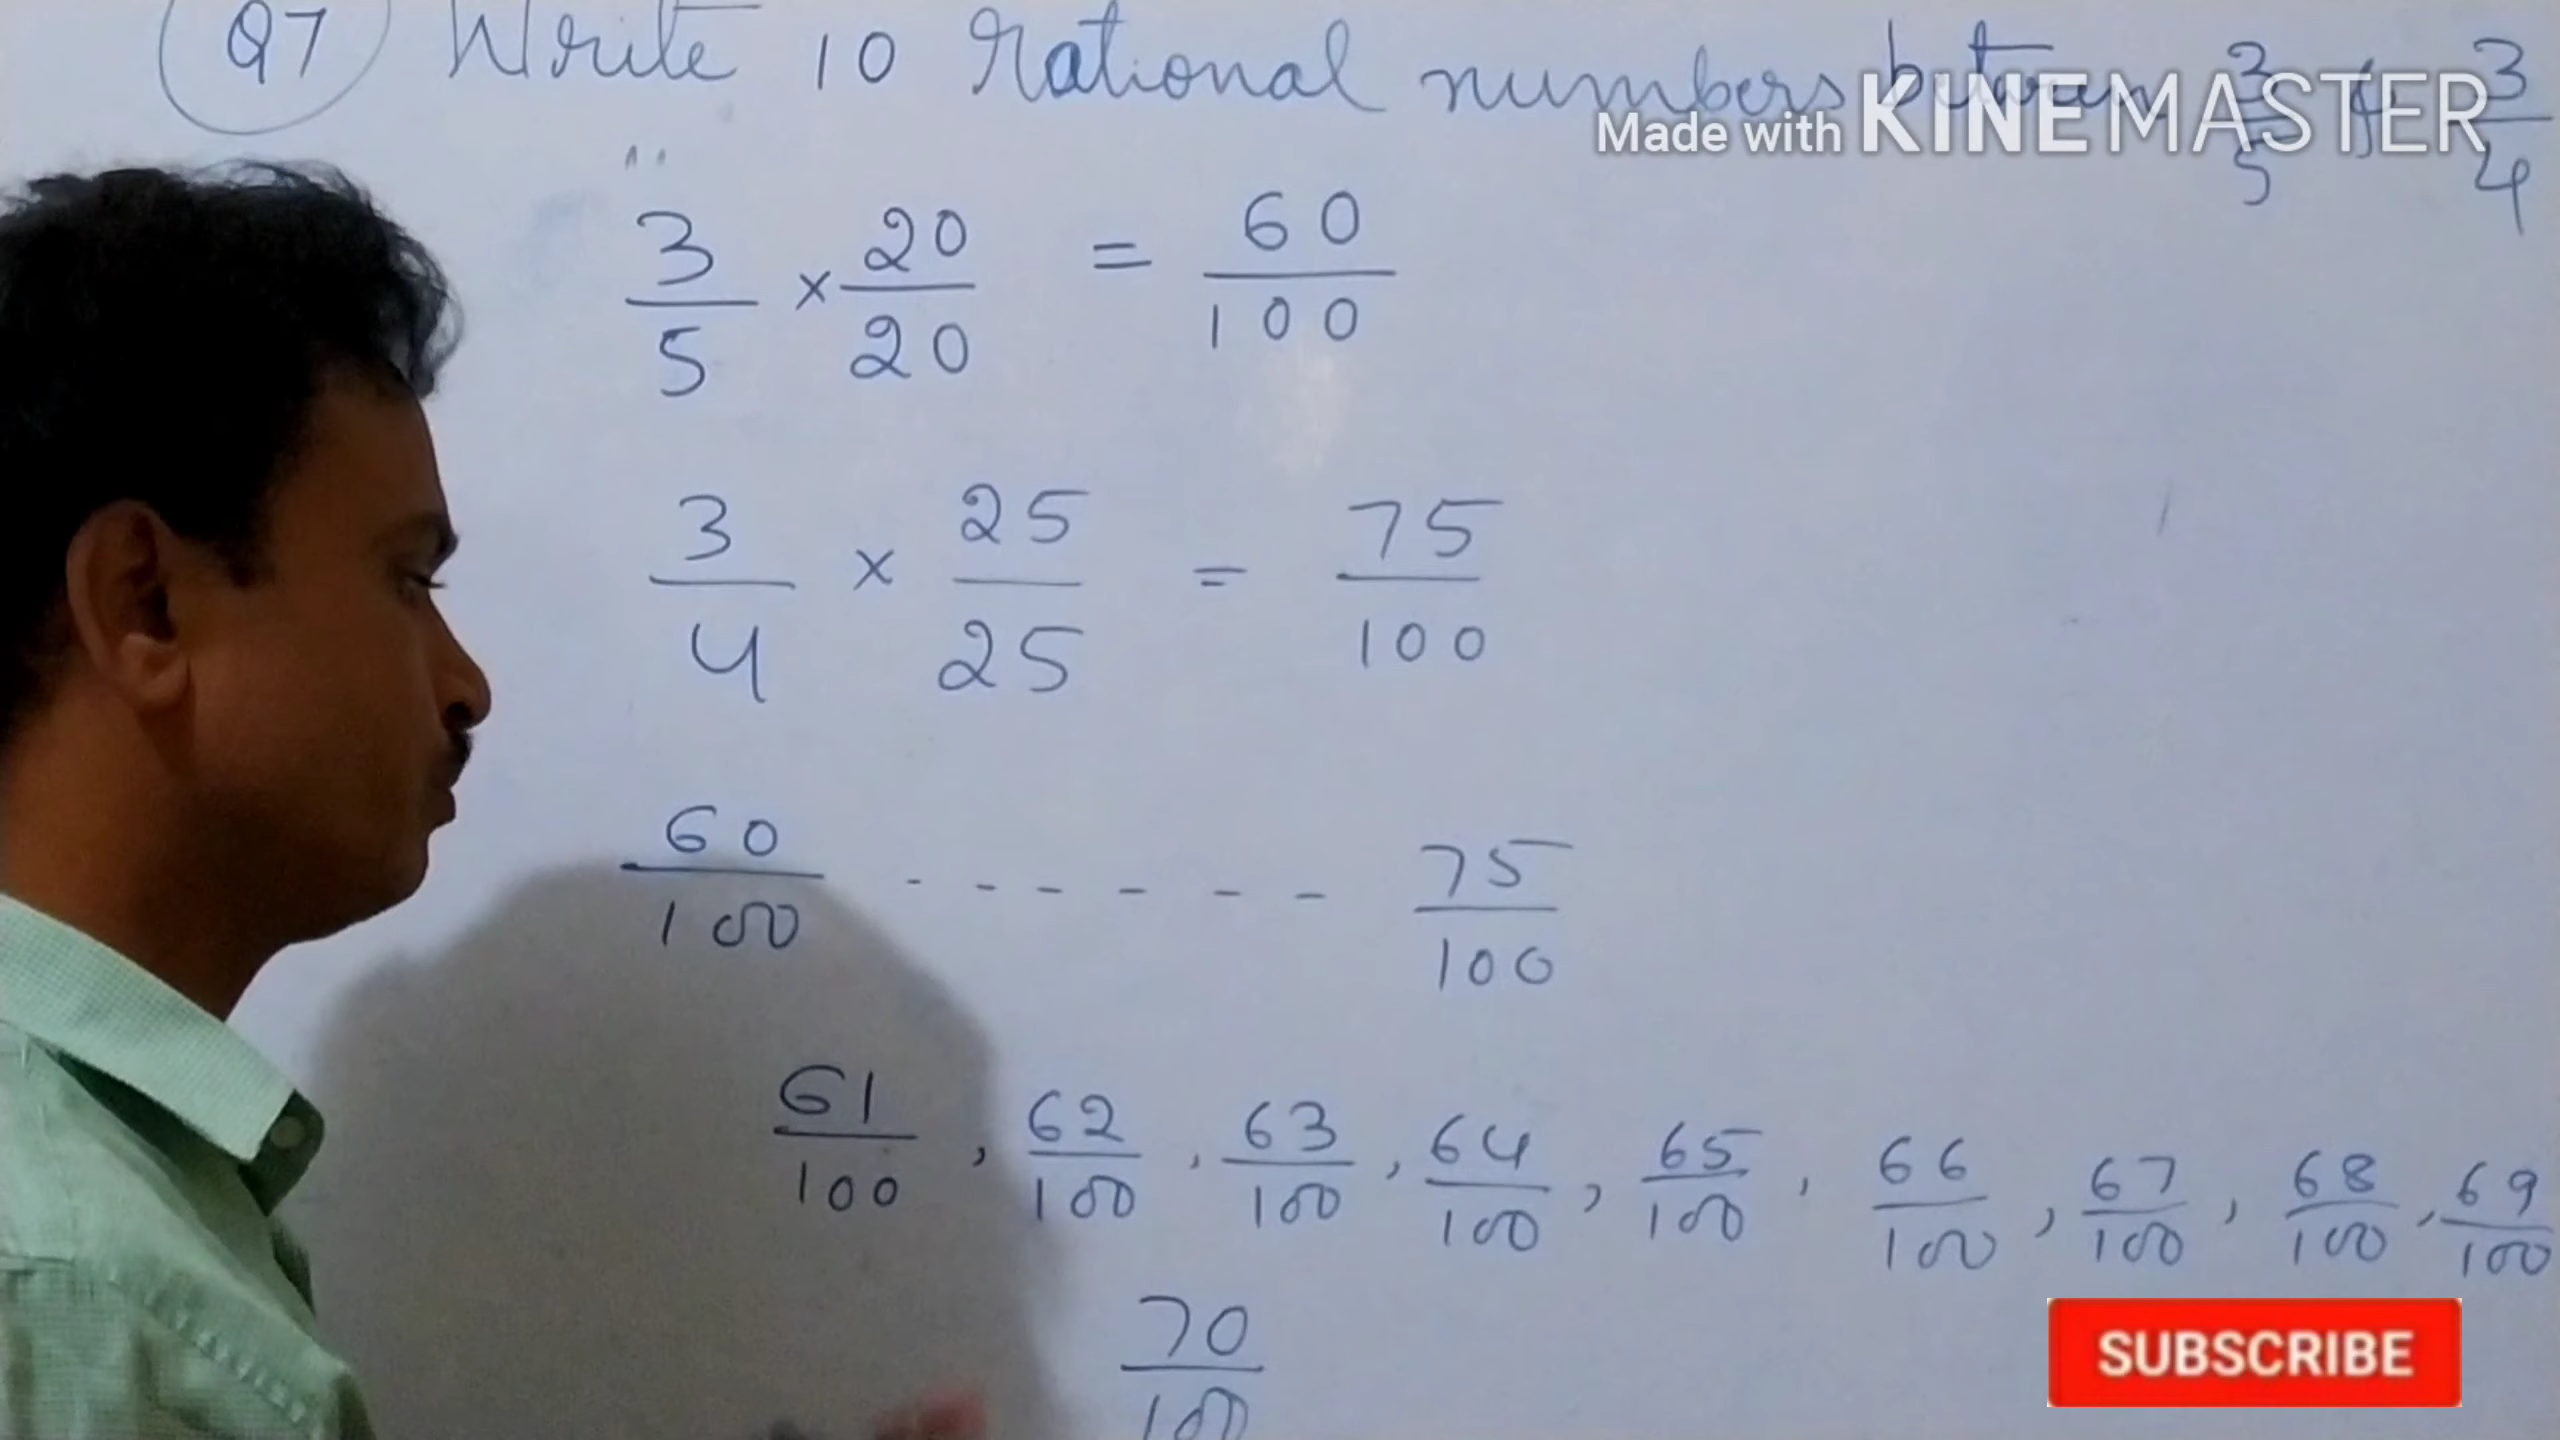 Q7 Write 10 rational numbers between 3/5 & 3/4
Made with KINEMASTER
3/5 × 20/20 = 60/100
3/4 × 25/25 = 75/100
60/100 - - - - - - 75/100
61/100 , 62/100 , 63/100 , 64/100 , 65/100 , 66/100 , 67/100 , 68/100 , 69/100
70/100
SUBSCRIBE